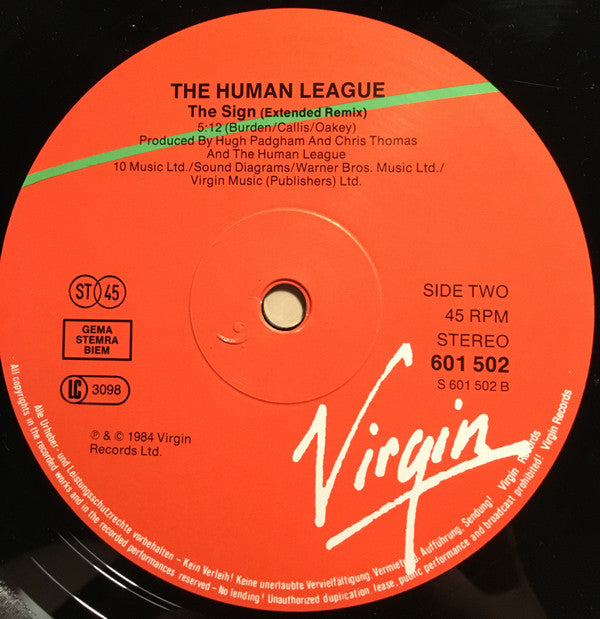 THE HUMAN LEAGUE
The Sign (Extended Remix)
5:12 (Burden/Callis/Oakey)
Produced By Hugh Padgham And Chris Thomas
And The Human League
10 Music Ltd./Sound Diagrams/Warner Bros. Music Ltd./
Virgin Music (Publishers) Ltd.
ST 45
GEMA
STEMRA
BIEM
LC 3098
SIDE TWO
45 RPM
STEREO
601 502
S 601 502 B
℗ & © 1984 Virgin
Records Ltd.
Virgin
Alle Urheber- und Leistungsschutzrechte vorbehalten – Kein Verleih! Keine unerlaubte Vervielfältigung, Vermietung, Aufführung, Sendung! Virgin Records
All copyrights in the recorded works and in the recorded performances reserved – No lending! Unauthorized duplication, lease, public performance and broadcast prohibited! Virgin Records